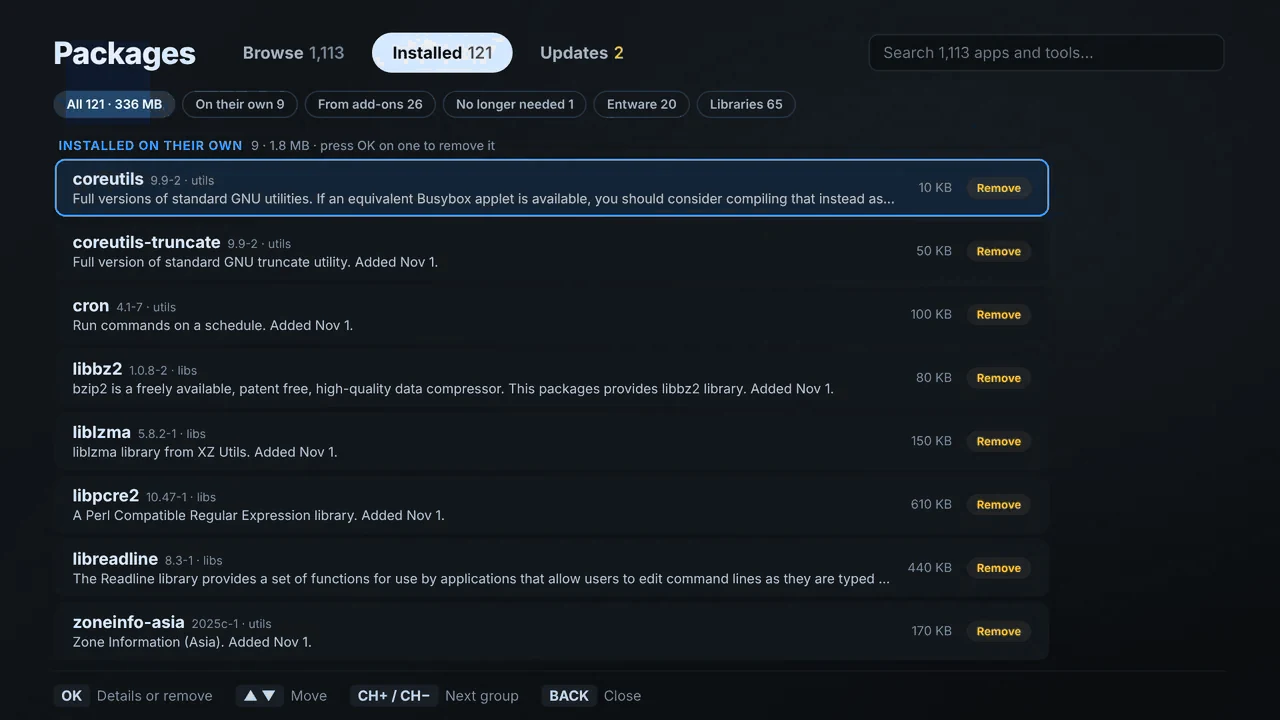 Packages Browse 1,113 Installed 121 Updates 2 Search 1,113 apps and tools...
All 121 · 336 MB On their own 9 From add-ons 26 No longer needed 1 Entware 20 Libraries 65
INSTALLED ON THEIR OWN 9 · 1.8 MB · press OK on one to remove it
coreutils 9.9-2 · utils
Full versions of standard GNU utilities. If an equivalent Busybox applet is available, you should consider compiling that instead as... 10 KB Remove
coreutils-truncate 9.9-2 · utils
Full version of standard GNU truncate utility. Added Nov 1. 50 KB Remove
cron 4.1-7 · utils
Run commands on a schedule. Added Nov 1. 100 KB Remove
libbz2 1.0.8-2 · libs
bzip2 is a freely available, patent free, high-quality data compressor. This packages provides libbz2 library. Added Nov 1. 80 KB Remove
liblzma 5.8.2-1 · libs
liblzma library from XZ Utils. Added Nov 1. 150 KB Remove
libpcre2 10.47-1 · libs
A Perl Compatible Regular Expression library. Added Nov 1. 610 KB Remove
libreadline 8.3-1 · libs
The Readline library provides a set of functions for use by applications that allow users to edit command lines as they are typed ... 440 KB Remove
zoneinfo-asia 2025c-1 · utils
Zone Information (Asia). Added Nov 1. 170 KB Remove
OK Details or remove ▲▼ Move CH+ / CH− Next group BACK Close